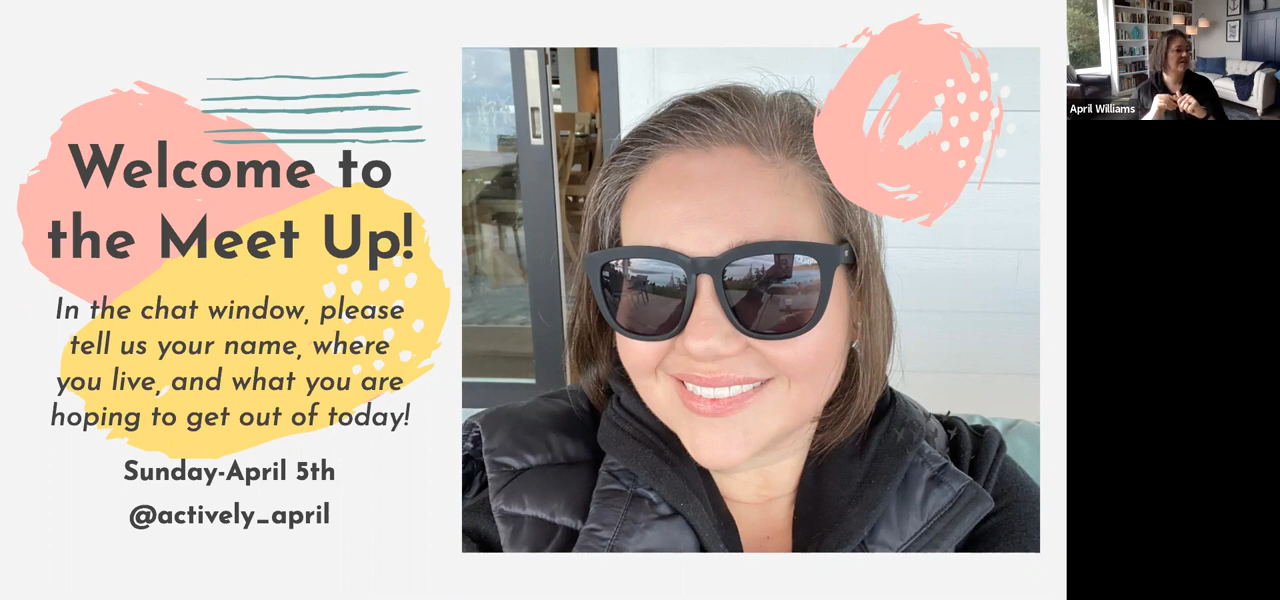 Welcome to
the Meet Up!
In the chat window, please
tell us your name, where
you live, and what you are
hoping to get out of today!
Sunday-April 5th
@actively_april
April Williams